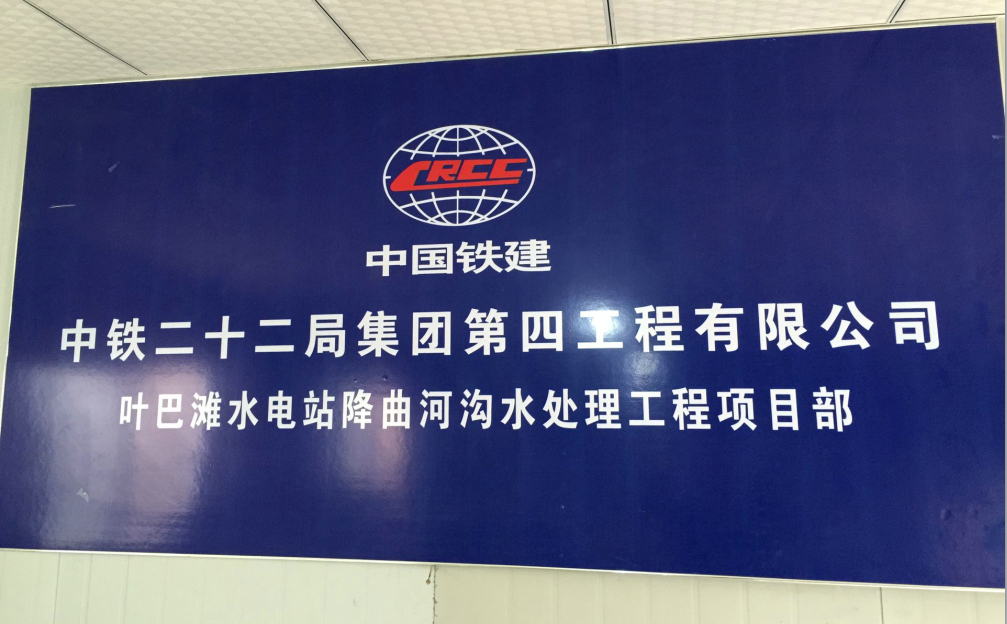 CRCC
中国铁建
中铁二十二局集团第四工程有限公司
叶巴滩水电站降曲河沟水处理工程项目部